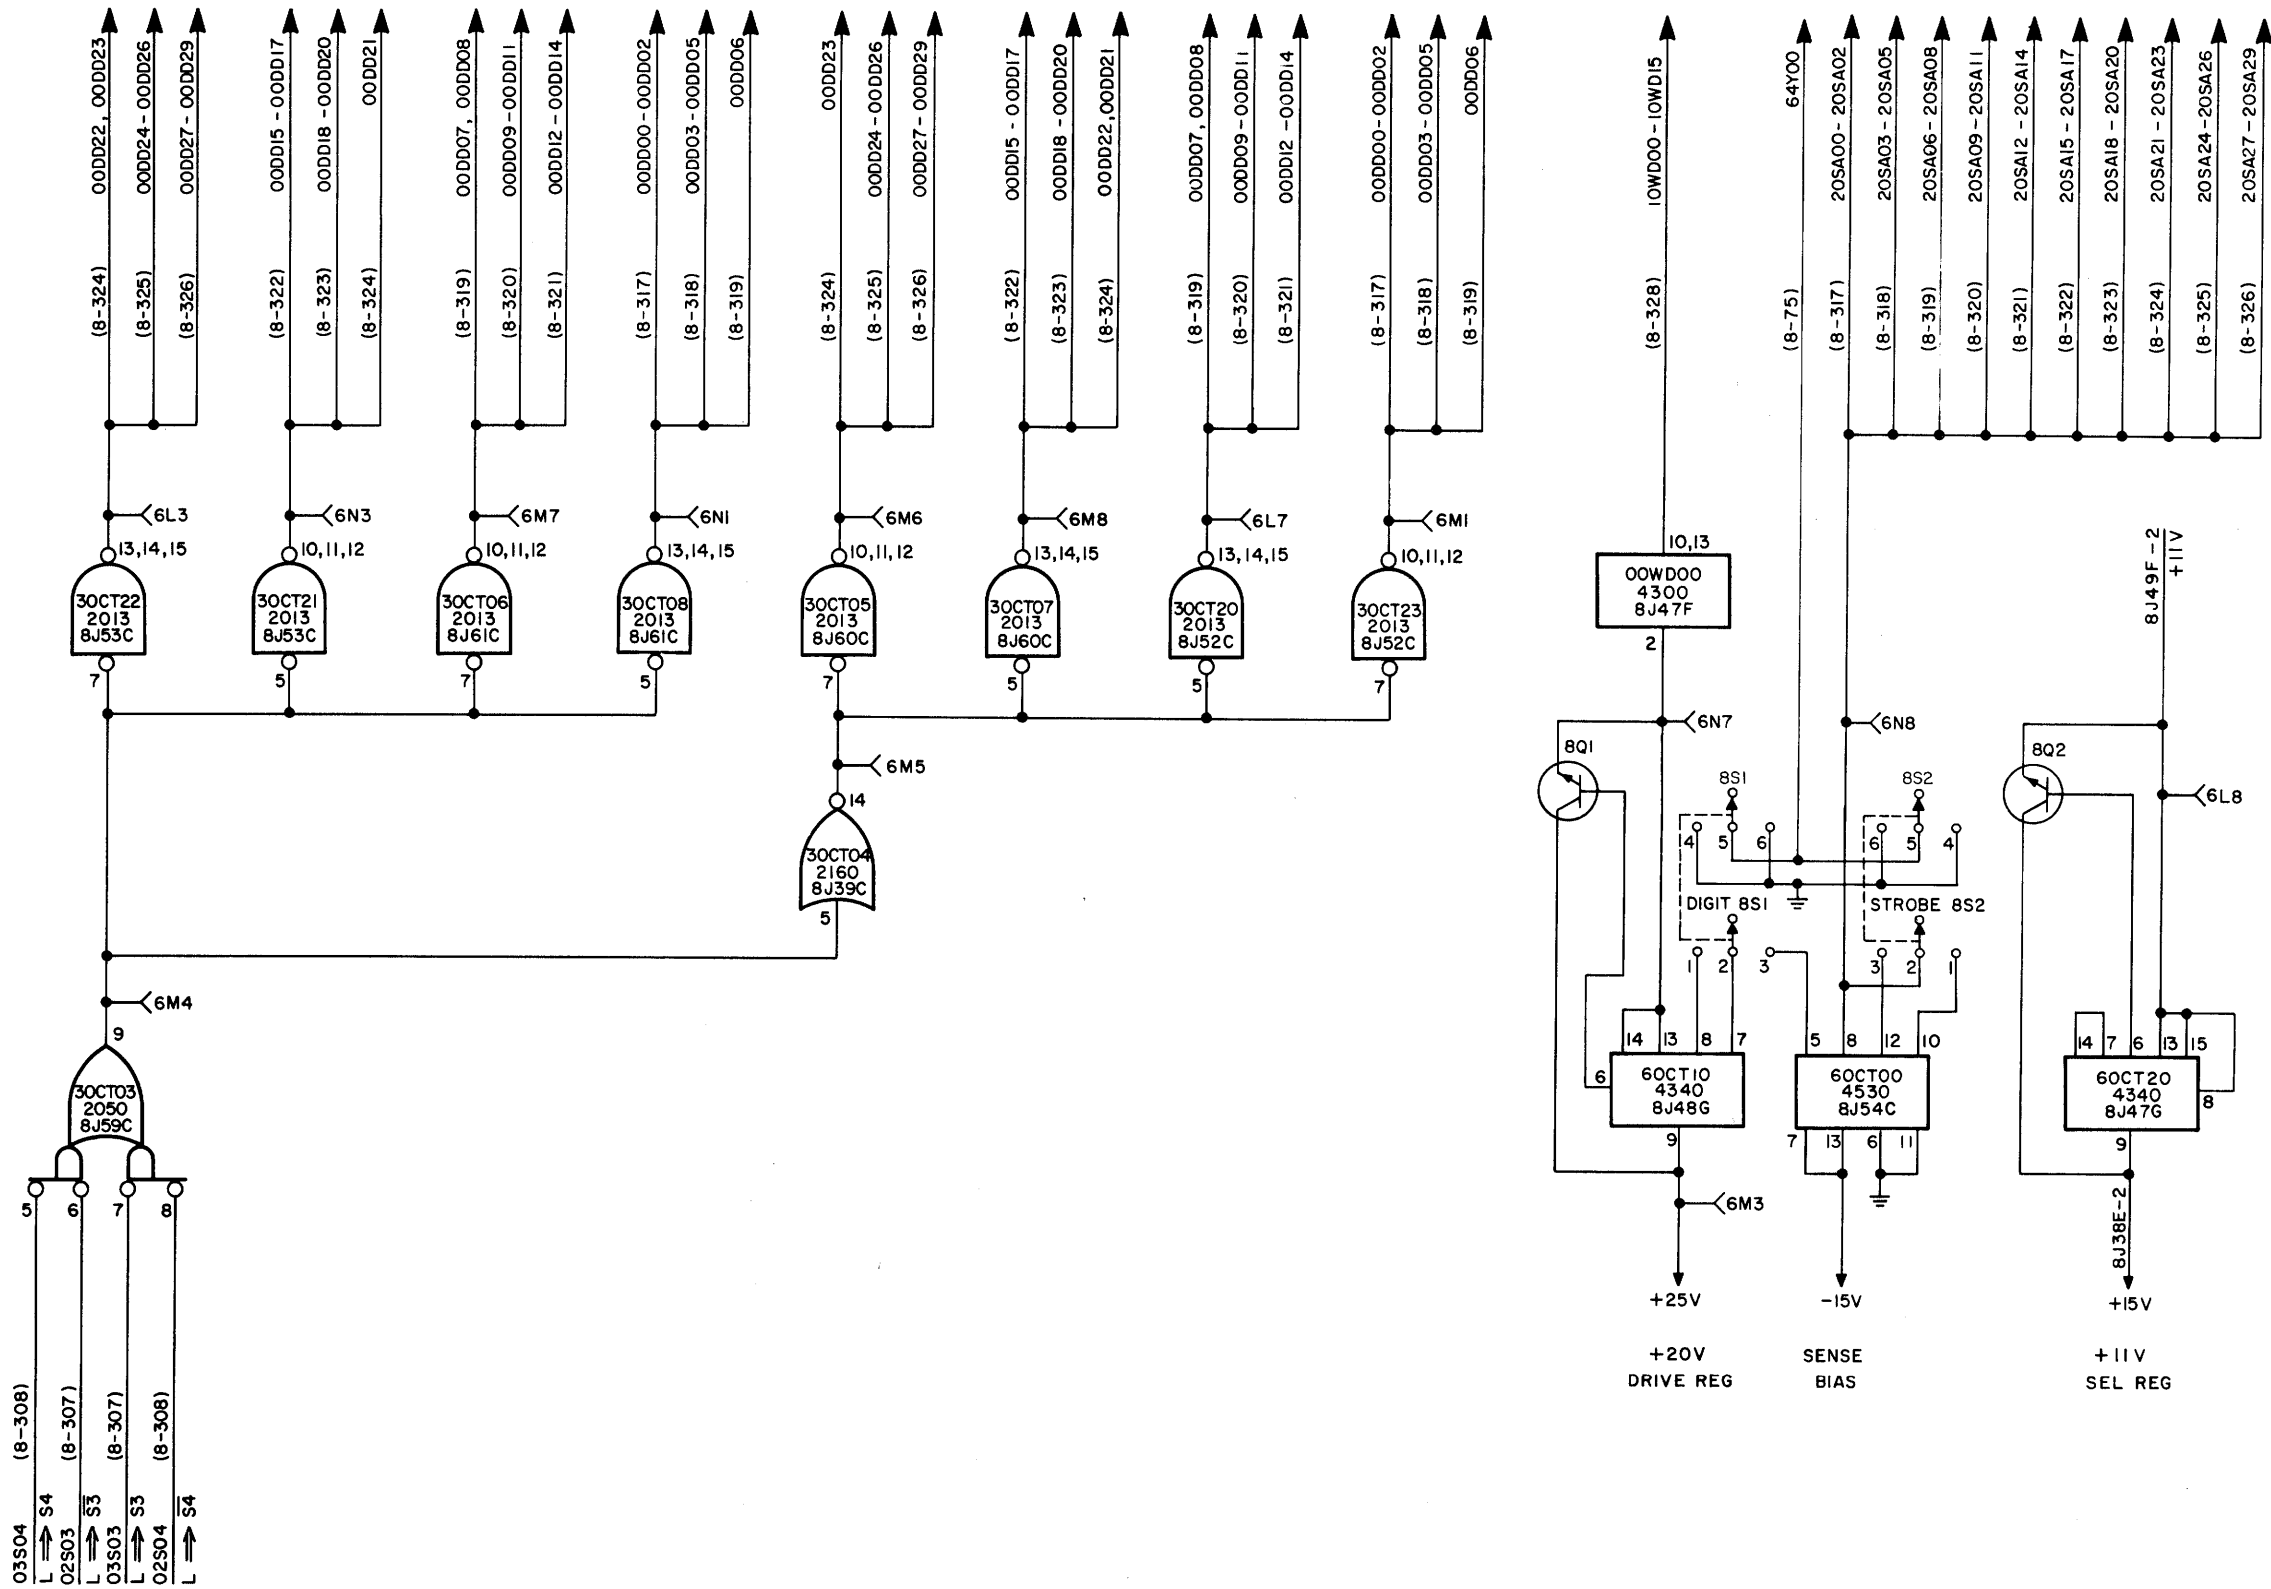 00DD22, 00DD23
00DD24-00DD26
00DD27-00DD29
00DD15-00DD17
00DD18-00DD20
00DD21
00DD07, 00DD08
00DD09-00DD11
00DD12-00DD14
00DD00-00DD02
00DD03-00DD05
00DD06
00DD23
00DD24-00DD26
00DD27-00DD29
00DD15-00DD17
00DD18-00DD20
00DD22,00DD21
00DD07, 00DD08
00DD09-00DD11
00DD12-00DD14
00DD00-00DD02
00DD03-00DD05
00DD06
10WD00-10WD15
64Y00
20SA00-20SA02
20SA03-20SA05
20SA06-20SA08
20SA09-20SA11
20SA12-20SA14
20SA15-20SA17
20SA18-20SA20
20SA21-20SA23
20SA24-20SA26
20SA27-20SA29
(8-324)
(8-325)
(8-326)
(8-322)
(8-323)
(8-324)
(8-319)
(8-320)
(8-321)
(8-317)
(8-318)
(8-319)
(8-324)
(8-325)
(8-326)
(8-322)
(8-323)
(8-324)
(8-319)
(8-320)
(8-321)
(8-317)
(8-318)
(8-319)
(8-328)
(8-75)
(8-317)
(8-318)
(8-319)
(8-320)
(8-321)
(8-322)
(8-323)
(8-324)
(8-325)
(8-326)
6L3
6N3
6M7
6N1
6M6
6M8
6L7
6M1
13,14,15
10,11,12
10,11,12
13,14,15
10,11,12
13,14,15
13,14,15
10,11,12
10,13
8J49F-2
+11V
30CT22
2013
8J53C
30CT21
2013
8J53C
30CT06
2013
8J61C
30CT08
2013
8J61C
30CT05
2013
8J60C
30CT07
2013
8J60C
30CT20
2013
8J52C
30CT23
2013
8J52C
00WD00
4300
8J47F
7
5
7
5
7
5
5
7
2
6N7
6N8
8Q1
8Q2
6M5
8S1
8S2
6L8
14
4
5
6
6
5
4
30CT04
2160
8J39C
5
DIGIT 8S1
STROBE 8S2
1
2
3
3
2
1
6M4
9
14
13
8
7
5
8
12
10
14
7
6
13
15
30CT03
2050
8J59C
6
60CT10
4340
8J48G
60CT00
4530
8J54C
60CT20
4340
8J47G
8
9
7
13
6
11
9
5
6
7
8
6M3
8J38E-2
+25V
-15V
+15V
+20V
DRIVE REG
SENSE
BIAS
+11V
SEL REG
(8-308)
(8-307)
(8-307)
(8-308)
03S04
L ⇒ S4
02S03
L ⇒ S̅3̅
03S03
L ⇒ S3
02S04
L ⇒ S̅4̅